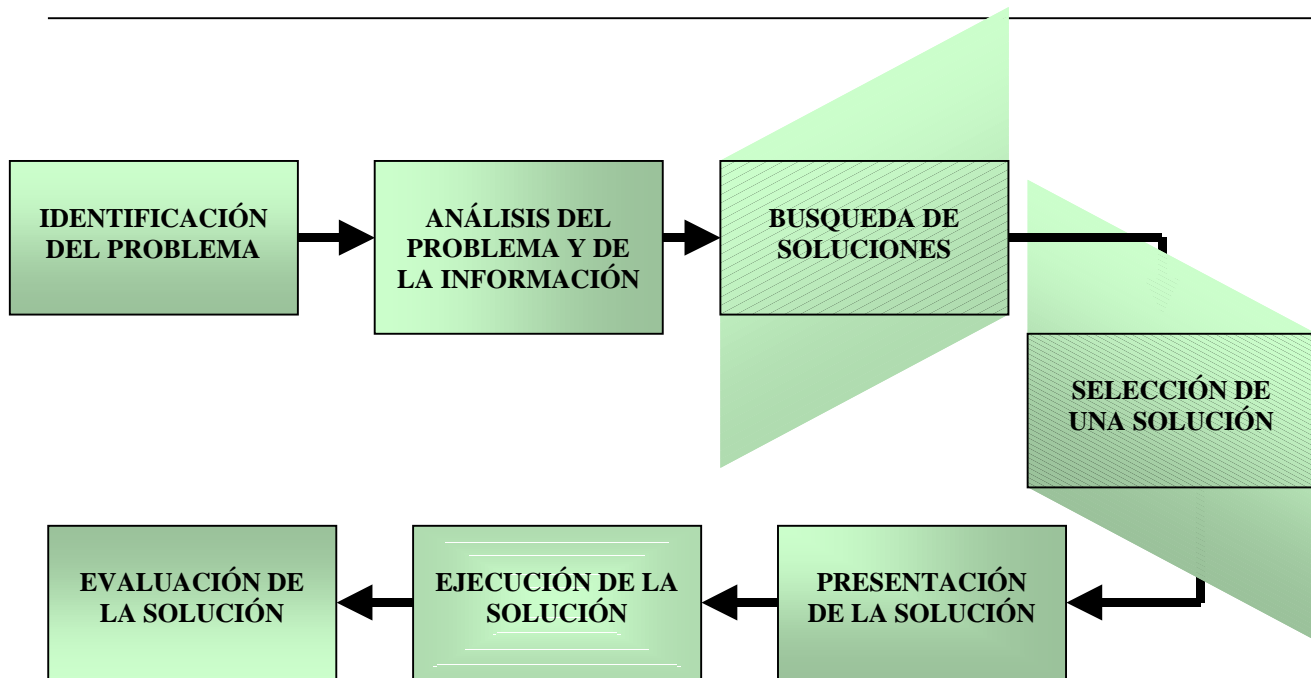 IDENTIFICACIÓN
DEL PROBLEMA
ANÁLISIS DEL
PROBLEMA Y DE
LA INFORMACIÓN
BUSQUEDA DE
SOLUCIONES
SELECCIÓN DE
UNA SOLUCIÓN
PRESENTACIÓN
DE LA SOLUCIÓN
EJECUCIÓN DE LA
SOLUCIÓN
EVALUACIÓN DE
LA SOLUCIÓN